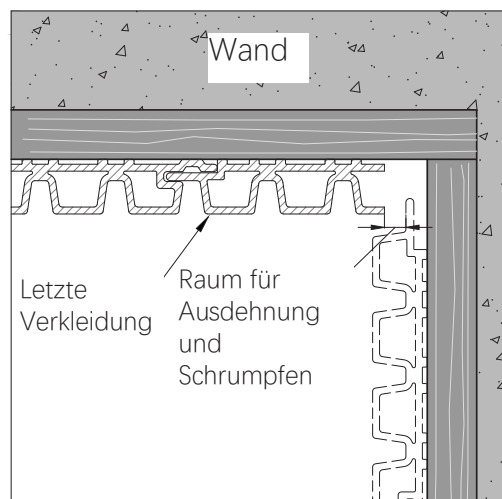 Wand
Letzte
Verkleidung
Raum für
Ausdehnung
und
Schrumpfen